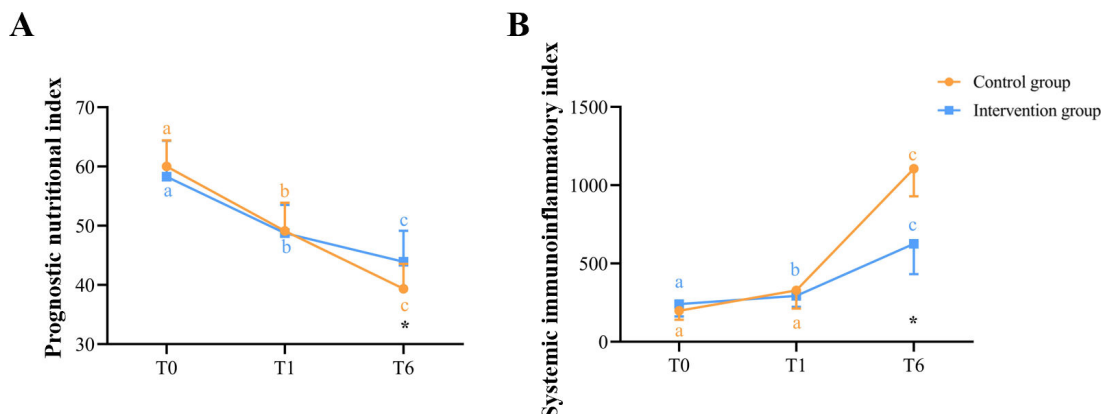 A
Prognostic nutritional index
70
60
50
40
30
a
a
b
b
c
c
*
T0
T1
T6
B
Systemic immunoinflammatory index
1500
1000
500
0
a
a
b
a
c
c
*
T0
T1
T6
Control group
Intervention group